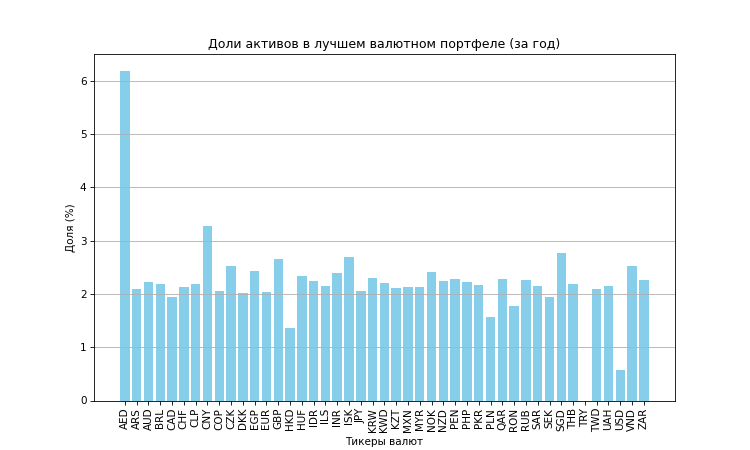 Доли активов в лучшем валютном портфеле (за год)
Доля (%)
6
5
4
3
2
1
0
AED ARS AUD BRL CAD CHF CLP CNY COP CZK DKK EGP EUR GBP HKD HUF IDR ILS INR ISK JPY KRW KWD KZT MXN MYR NOK NZD PEN PHP PKR PLN QAR RON RUB SAR SEK SGD THB TRY TWD UAH USD VND ZAR
Тикеры валют